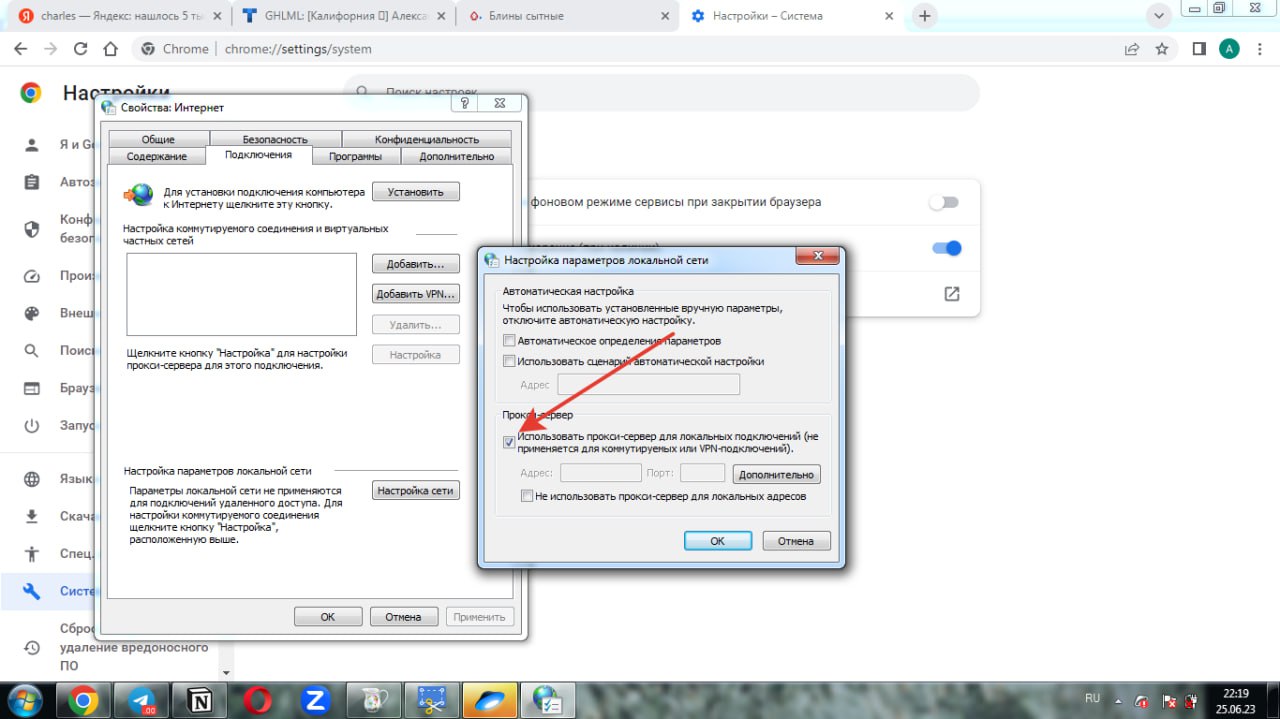 charles — Яндекс: нашлось 5 ты
GHLML: [Калифорния ▯] Алекса
Блины сытные
Настройки – Система
Chrome | chrome://settings/system
A
Настройки
Поиск настроек
Я и Go
Автоз
Конф
безоп
Произ
Внеш
Поиск
Брауз
Запус
Язык
Скача
Спец.
Систе
Сброс
удаление вредоносного
ПО
фоновом режиме сервисы при закрытии браузера
Свойства: Интернет
Общие
Безопасность
Конфиденциальность
Содержание
Подключения
Программы
Дополнительно
Для установки подключения компьютера
к Интернету щелкните эту кнопку.
Установить
Настройка коммутируемого соединения и виртуальных
частных сетей
Добавить...
Добавить VPN...
Удалить...
Настройка
Щелкните кнопку "Настройка" для настройки
прокси-сервера для этого подключения.
Настройка параметров локальной сети
Параметры локальной сети не применяются
для подключений удаленного доступа. Для
настройки коммутируемого соединения
щелкните кнопку "Настройка",
расположенную выше.
Настройка сети
ОК
Отмена
Применить
Настройка параметров локальной сети
Автоматическая настройка
Чтобы использовать установленные вручную параметры,
отключите автоматическую настройку.
Автоматическое определение параметров
Использовать сценарий автоматической настройки
Адрес
Прокси-сервер
Использовать прокси-сервер для локальных подключений (не
применяется для коммутируемых или VPN-подключений).
Адрес:
Порт:
Дополнительно
Не использовать прокси-сервер для локальных адресов
ОК
Отмена
.00
RU
22:19
25.06.23